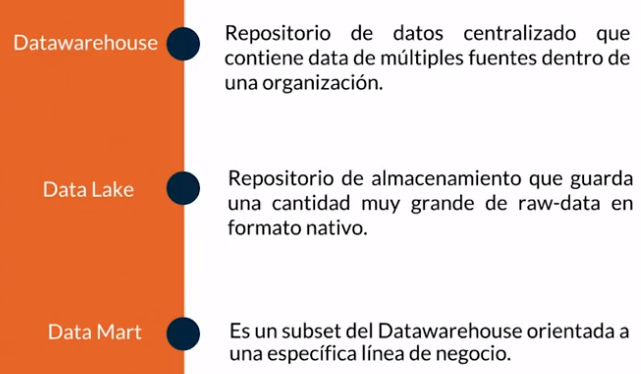 Datawarehouse
Repositorio de datos centralizado que
contiene data de múltiples fuentes dentro de
una organización.
Data Lake
Repositorio de almacenamiento que guarda
una cantidad muy grande de raw-data en
formato nativo.
Data Mart
Es un subset del Datawarehouse orientada a
una específica línea de negocio.